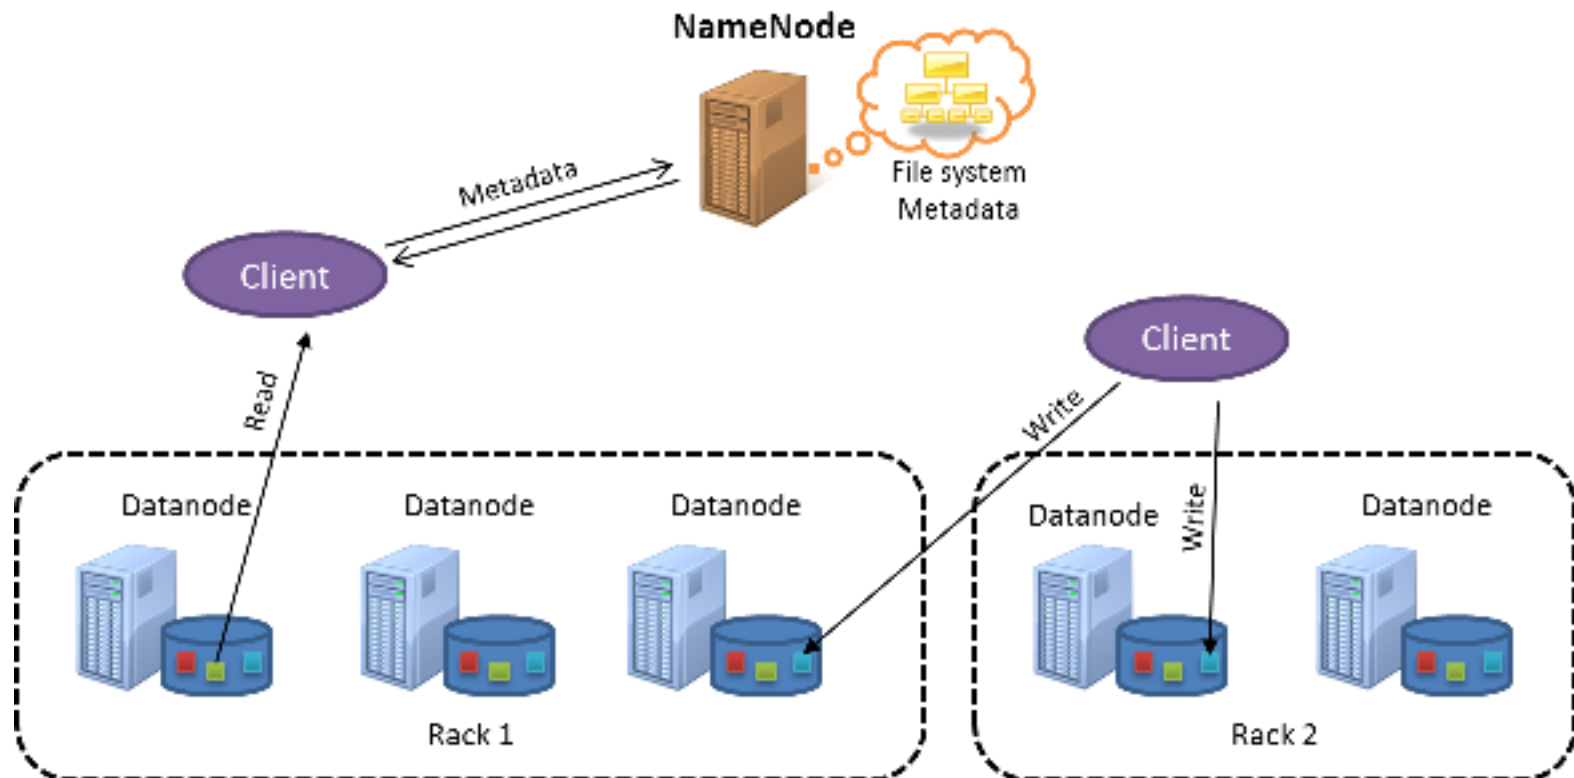 NameNode
File system
Metadata
Metadata
Client
Client
Read
Write
Write
Datanode
Datanode
Datanode
Datanode
Datanode
Rack 1
Rack 2